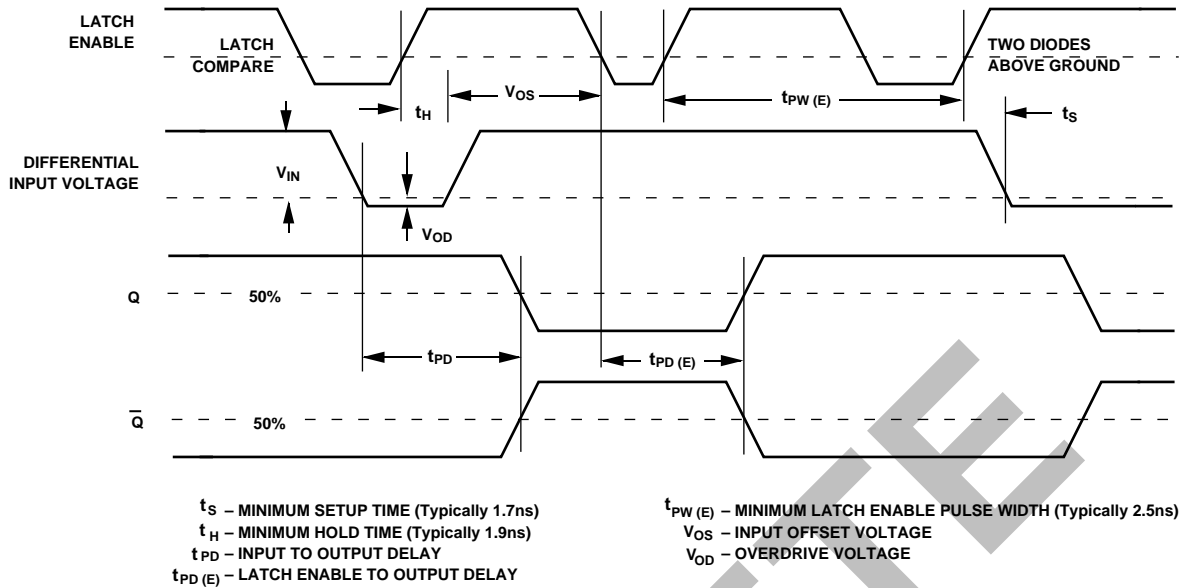 LATCH
ENABLE
LATCH
COMPARE
TWO DIODES
ABOVE GROUND
tH
VOS
tPW (E)
tS
DIFFERENTIAL
INPUT VOLTAGE
VIN
VOD
Q
50%
tPD
tPD (E)
Q̅
50%
tS – MINIMUM SETUP TIME (Typically 1.7ns)
tH – MINIMUM HOLD TIME (Typically 1.9ns)
tPD – INPUT TO OUTPUT DELAY
tPD (E) – LATCH ENABLE TO OUTPUT DELAY
tPW (E) – MINIMUM LATCH ENABLE PULSE WIDTH (Typically 2.5ns)
VOS – INPUT OFFSET VOLTAGE
VOD – OVERDRIVE VOLTAGE
TE